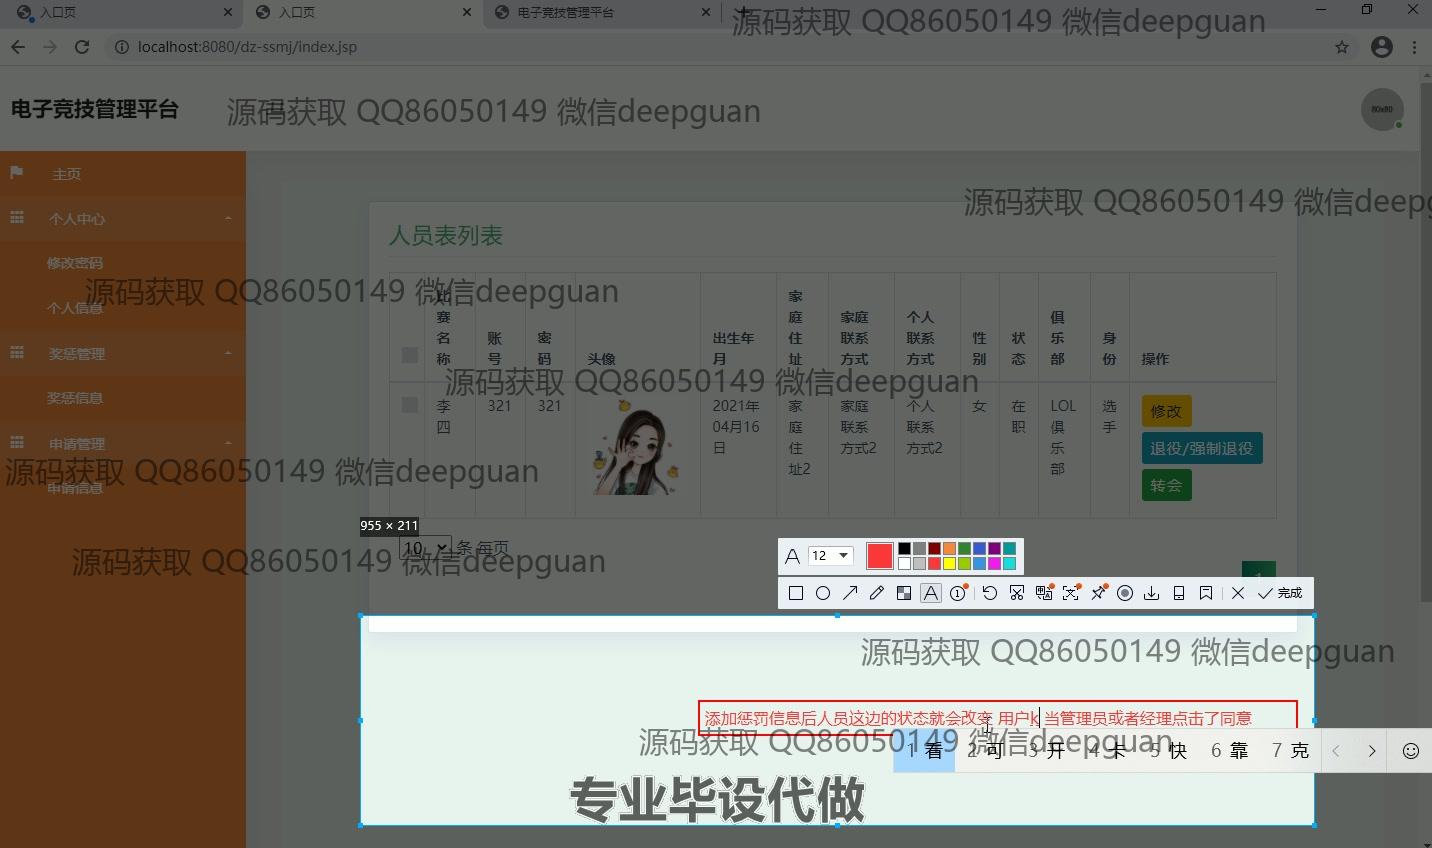 入口页
入口页
电子竞技管理平台
localhost:8080/dz-ssmj/index.jsp
源码获取 QQ86050149 微信deepguan
电子竞技管理平台
源码获取 QQ86050149 微信deepguan
80x80
主页
个人中心
修改密码
个人信息
奖惩管理
奖惩信息
申请管理
申请信息
源码获取 QQ86050149 微信deep
人员表列表
源码获取 QQ86050149 微信deepguan
比赛名称 账号 密码 头像 出生年月 家庭住址 家庭联系方式 个人联系方式 性别 状态 俱乐部 身份 操作
源码获取 QQ86050149 微信deepguan
李四 321 321 2021年04月16日 家庭住址2 家庭联系方式2 个人联系方式2 女 在职 LOL俱乐部 选手
修改
退役/强制退役
转会
源码获取 QQ86050149 微信deepguan
955 × 211
10 条 每页
源码获取 QQ86050149 微信deepguan
1
A 12
A 1 完成
源码获取 QQ86050149 微信deepguan
添加惩罚信息后人员这边的状态就会改变 用户k 当管理员或者经理点击了同意
源码获取 QQ86050149 微信deepguan
1 看 2 可 3 开 4 卡 5 快 6 靠 7 克
专业毕设代做